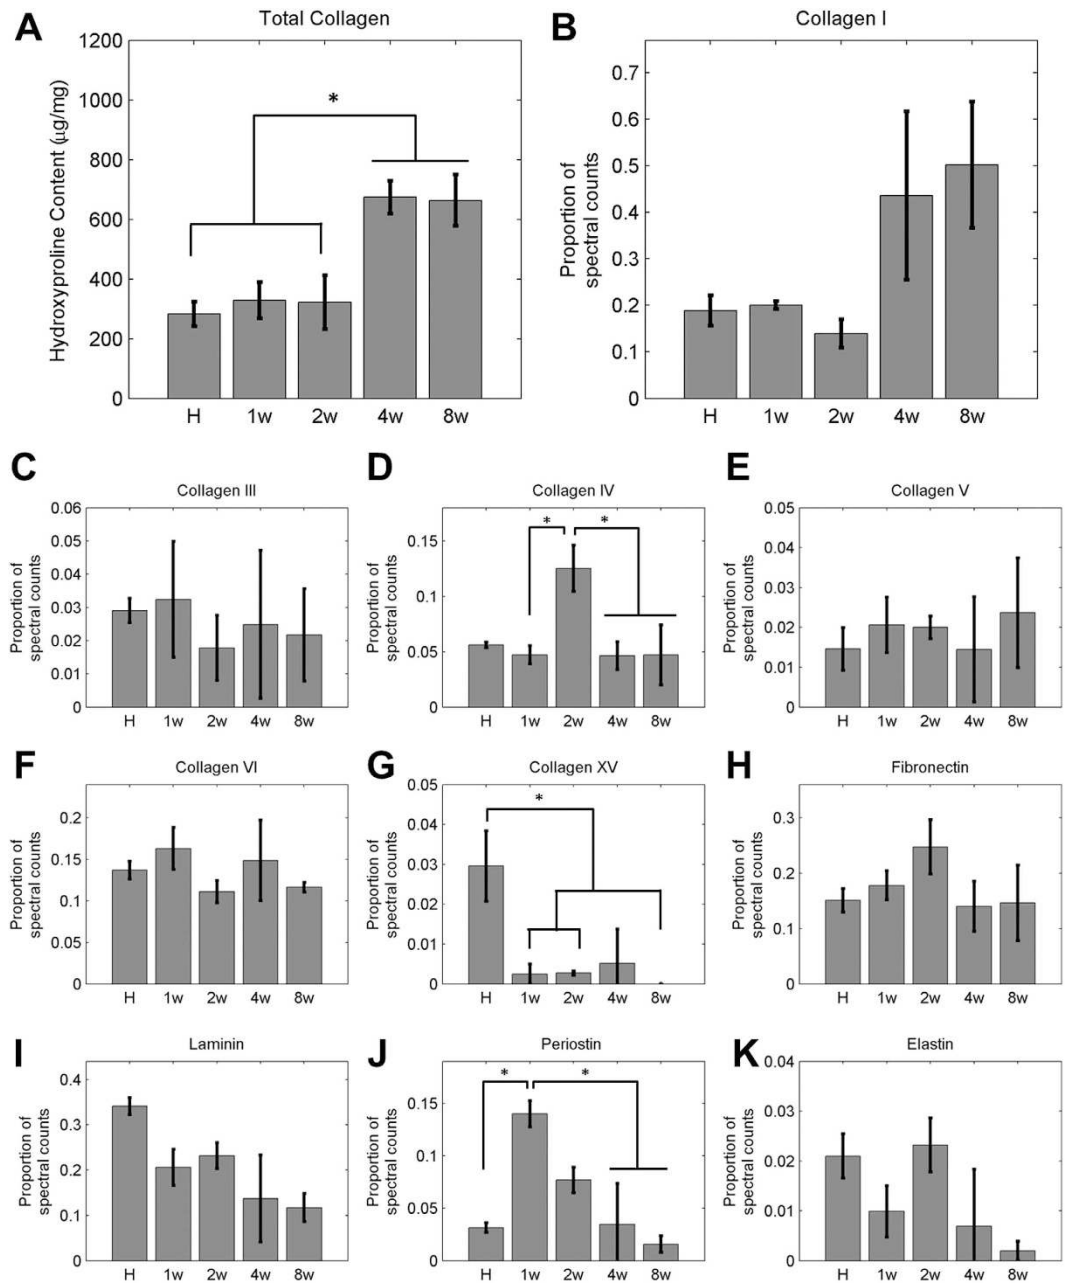 A Total Collagen
Hydroxyproline Content (µg/mg)
1200
1000
800
600
400
200
0
*
H 1w 2w 4w 8w
B Collagen I
Proportion of
spectral counts
0.7
0.6
0.5
0.4
0.3
0.2
0.1
0
H 1w 2w 4w 8w
C Collagen III
Proportion of
spectral counts
0.06
0.05
0.04
0.03
0.02
0.01
0
H 1w 2w 4w 8w
D Collagen IV
Proportion of
spectral counts
0.15
0.1
0.05
0
* *
H 1w 2w 4w 8w
E Collagen V
Proportion of
spectral counts
0.05
0.04
0.03
0.02
0.01
0
H 1w 2w 4w 8w
F Collagen VI
Proportion of
spectral counts
0.2
0.15
0.1
0.05
0
H 1w 2w 4w 8w
G Collagen XV
Proportion of
spectral counts
0.05
0.04
0.03
0.02
0.01
0
*
H 1w 2w 4w 8w
H Fibronectin
Proportion of
spectral counts
0.3
0.2
0.1
0
H 1w 2w 4w 8w
I Laminin
Proportion of
spectral counts
0.4
0.3
0.2
0.1
0
H 1w 2w 4w 8w
J Periostin
Proportion of
spectral counts
0.15
0.1
0.05
0
* *
H 1w 2w 4w 8w
K Elastin
Proportion of
spectral counts
0.04
0.03
0.02
0.01
0
H 1w 2w 4w 8w